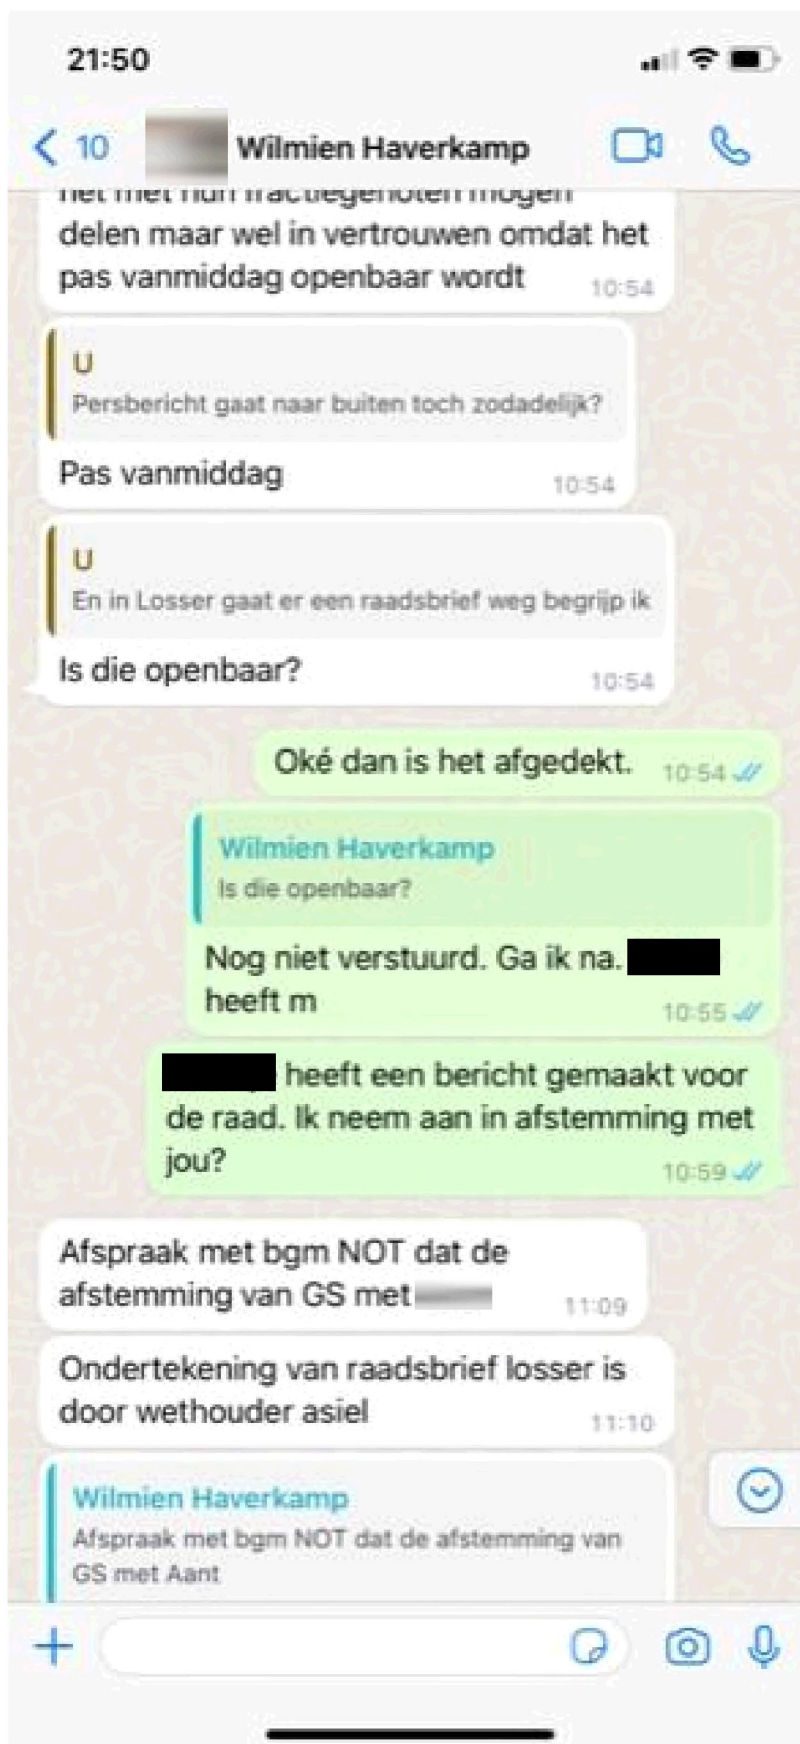 21:50
10
Wilmien Haverkamp
het met hun fractiegenoten mogen
delen maar wel in vertrouwen omdat het
pas vanmiddag openbaar wordt
10:54
U
Persbericht gaat naar buiten toch zodadelijk?
Pas vanmiddag
10:54
U
En in Losser gaat er een raadsbrief weg begrijp ik
Is die openbaar?
10:54
Oké dan is het afgedekt.
10:54
Wilmien Haverkamp
Is die openbaar?
Nog niet verstuurd. Ga ik na.
heeft m
10:55
heeft een bericht gemaakt voor
de raad. Ik neem aan in afstemming met
jou?
10:59
Afspraak met bgm NOT dat de
afstemming van GS met
11:09
Ondertekening van raadsbrief losser is
door wethouder asiel
11:10
Wilmien Haverkamp
Afspraak met bgm NOT dat de afstemming van
GS met Aant